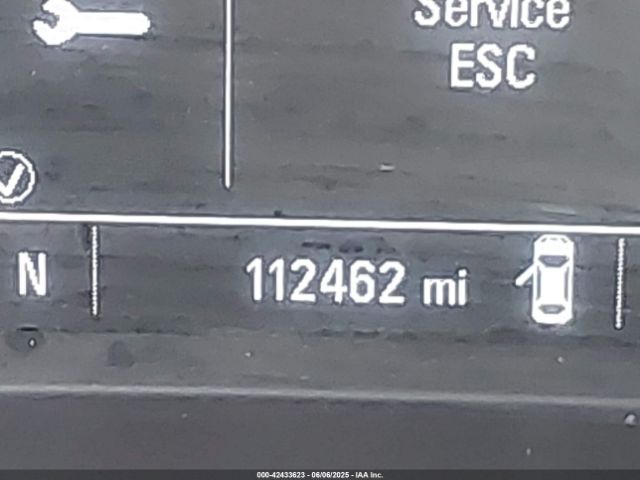 Service
ESC
N
112462 mi
000-42433623 - 06/06/2025 - IAA Inc.